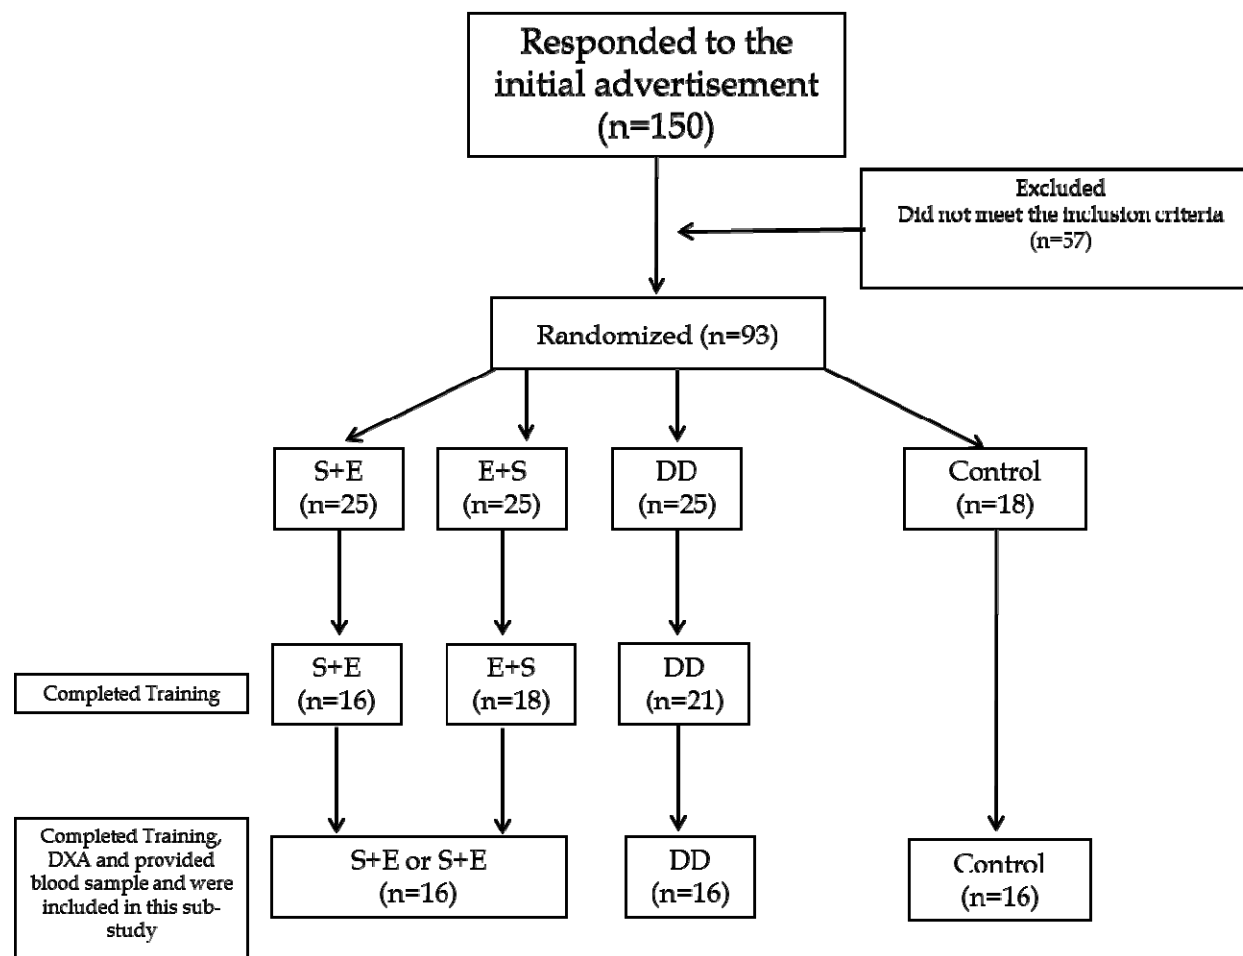 Responded to the
initial advertisement
(n=150)
Excluded
Did not meet the inclusion criteria
(n=57)
Randomized (n=93)
S+E
(n=25)
E+S
(n=25)
DD
(n=25)
Control
(n=18)
Completed Training
S+E
(n=16)
E+S
(n=18)
DD
(n=21)
Completed Training,
DXA and provided
blood sample and were
included in this sub-
study
S+E or S+E
(n=16)
DD
(n=16)
Control
(n=16)